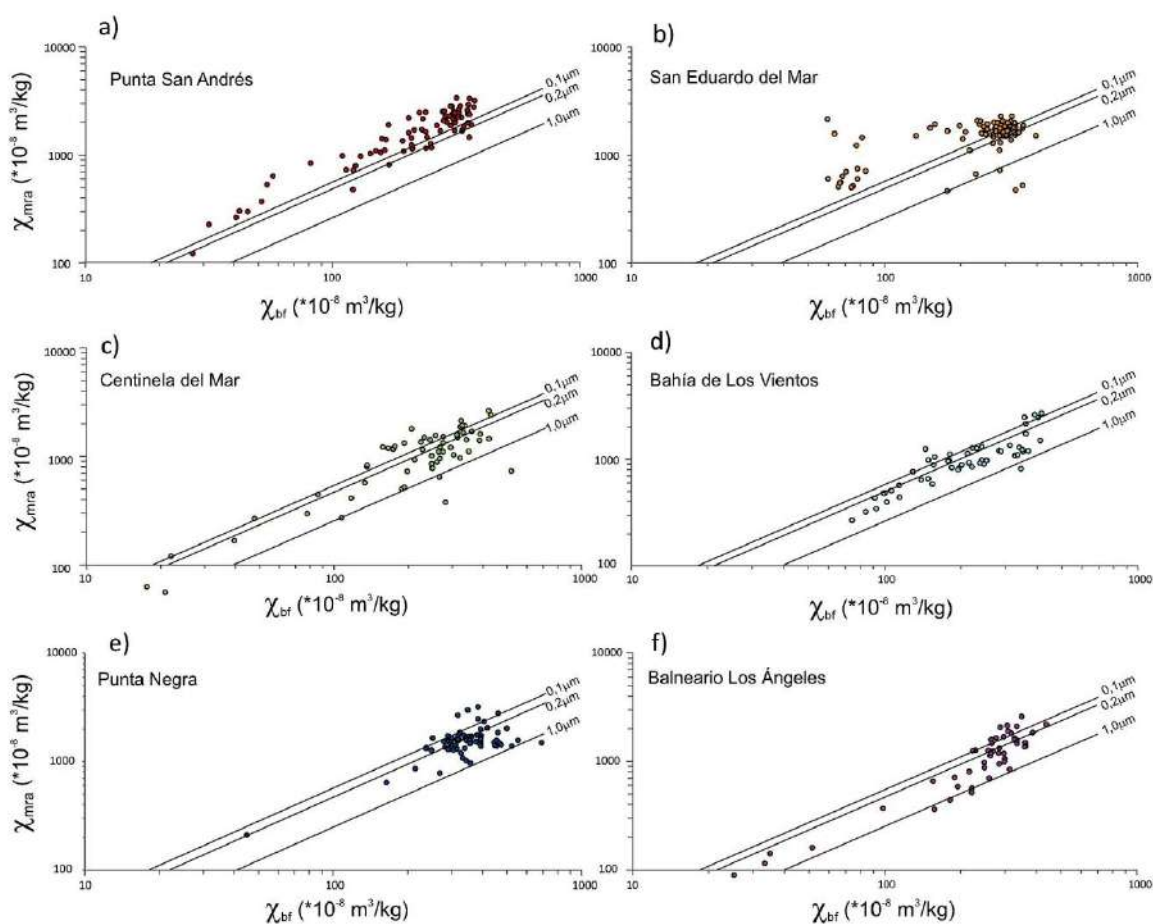 a)
Punta San Andrés
10000
1000
100
10
100
1000
0,1µm
0,2µm
1,0µm
χmra (*10⁻⁸ m³/kg)
χbf (*10⁻⁸ m³/kg)
b)
San Eduardo del Mar
10000
1000
100
10
100
1000
0,1µm
0,2µm
1,0µm
χbf (*10⁻⁸ m³/kg)
c)
Centinela del Mar
10000
1000
100
10
100
1000
0,1µm
0,2µm
1,0µm
χmra (*10⁻⁸ m³/kg)
χbf (*10⁻⁸ m³/kg)
d)
Bahía de Los Vientos
10000
1000
100
10
100
1000
0,1µm
0,2µm
1,0µm
χbf (*10⁻⁸ m³/kg)
e)
Punta Negra
10000
1000
100
10
100
1000
0,1µm
0,2µm
1,0µm
χmra (*10⁻⁸ m³/kg)
χbf (*10⁻⁸ m³/kg)
f)
Balneario Los Ángeles
10000
1000
100
10
100
1000
0,1µm
0,2µm
1,0µm
χbf (*10⁻⁸ m³/kg)